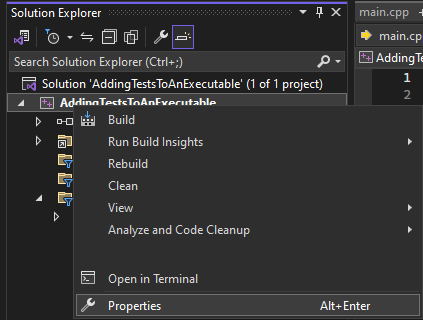 Solution Explorer
main.cpp
main.cp
Search Solution Explorer (Ctrl+;)
AddingTe
Solution 'AddingTestsToAnExecutable' (1 of 1 project)
1
AddingTestsToAnExecutable
2
Build
Run Build Insights
Rebuild
Clean
View
Analyze and Code Cleanup
Open in Terminal
Properties Alt+Enter